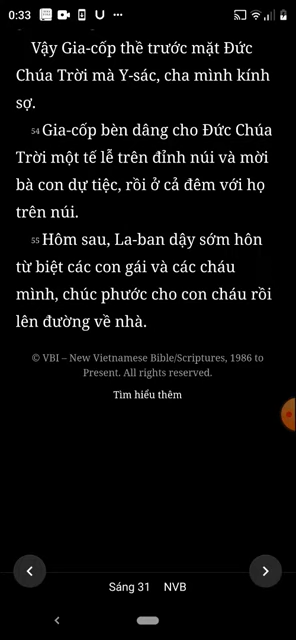 0:33
Vậy Gia-cốp thề trước mặt Đức
Chúa Trời mà Y-sác, cha mình kính
sợ.
54 Gia-cốp bèn dâng cho Đức Chúa
Trời một tế lễ trên đỉnh núi và mời
bà con dự tiệc, rồi ở cả đêm với họ
trên núi.
55 Hôm sau, La-ban dậy sớm hôn
từ biệt các con gái và các cháu
mình, chúc phước cho con cháu rồi
lên đường về nhà.
© VBI – New Vietnamese Bible/Scriptures, 1986 to
Present. All rights reserved.
Tìm hiểu thêm
Sáng 31 NVB